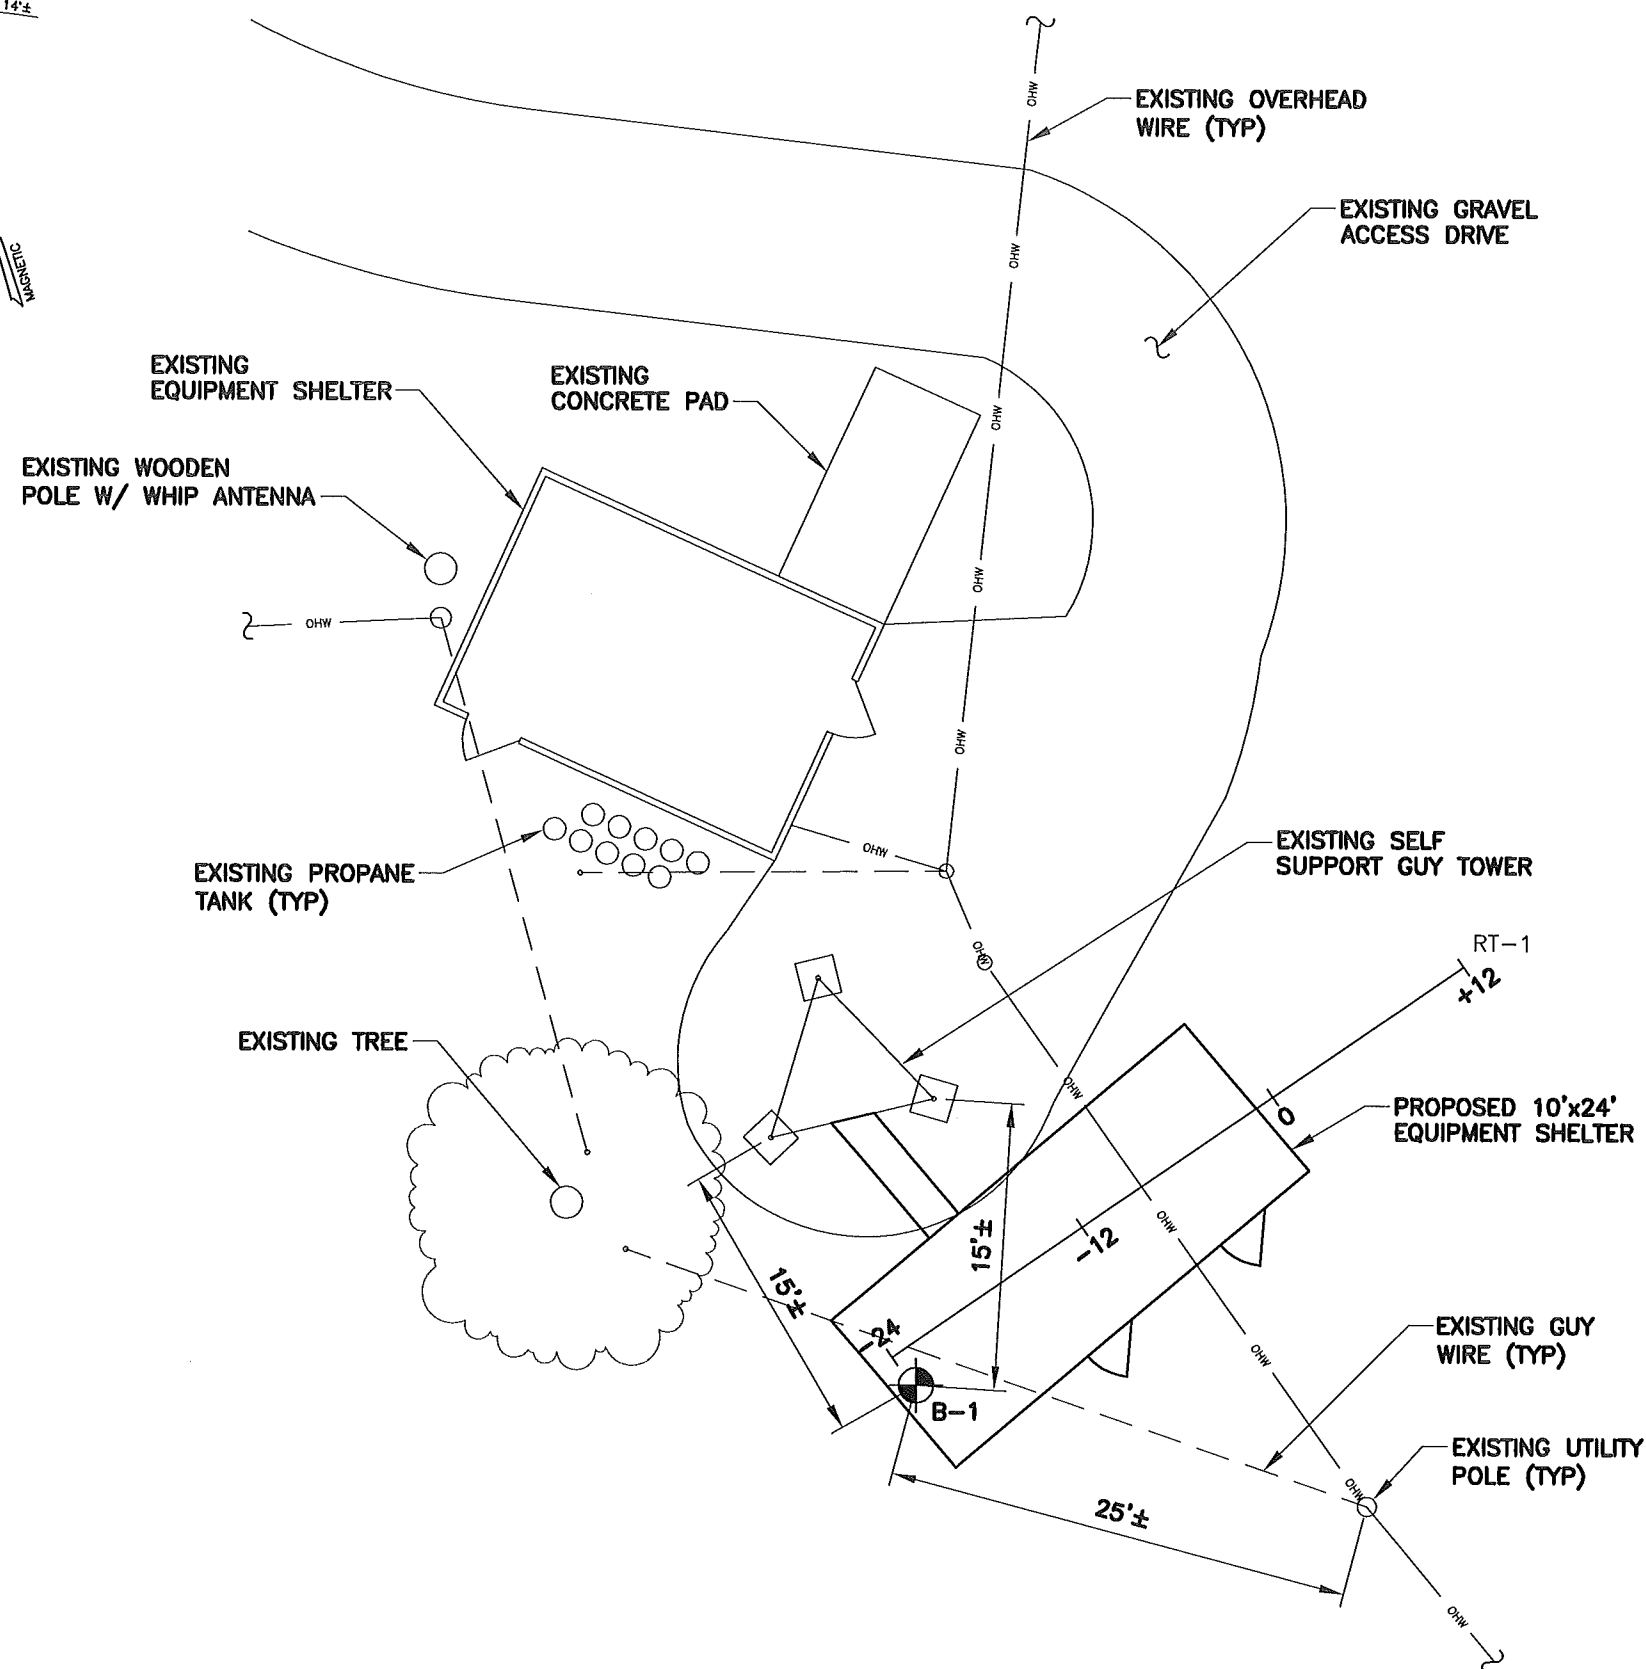 14'±
OHW
EXISTING OVERHEAD
WIRE (TYP)
EXISTING GRAVEL
ACCESS DRIVE
OHW
MAGNETIC
EXISTING
EQUIPMENT SHELTER
EXISTING
CONCRETE PAD
OHW
EXISTING WOODEN
POLE W/ WHIP ANTENNA
OHW
OHW
OHW
OHW
EXISTING SELF
SUPPORT GUY TOWER
EXISTING PROPANE
TANK (TYP)
OHW
RT-1
+12
EXISTING TREE
OHW
0
PROPOSED 10'x24'
EQUIPMENT SHELTER
OHW
15'±
-12
15'±
-24
EXISTING GUY
WIRE (TYP)
OHW
B-1
EXISTING UTILITY
POLE (TYP)
OHW
25'±
OHW